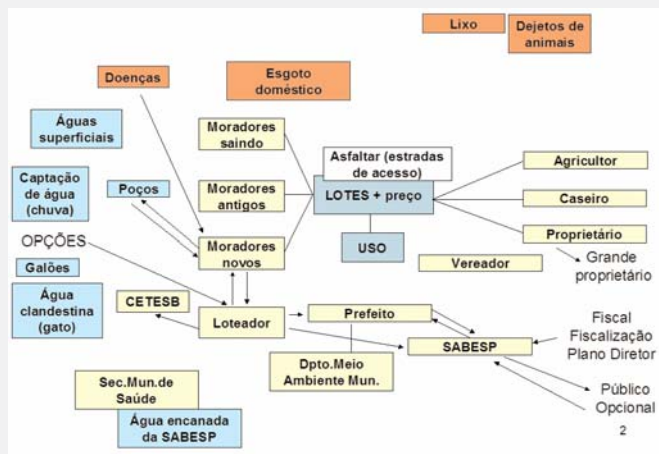 Lixo
Dejetos de
animais
Doenças
Esgoto
doméstico
Águas
superficiais
Moradores
saindo
Asfaltar (estradas
de acesso)
Agricultor
Captação
de água
(chuva)
Poços
Moradores
antigos
LOTES + preço
Caseiro
OPÇÕES
Moradores
novos
USO
Proprietário
Vereador
Grande
proprietário
Galões
Água
clandestina
(gato)
CETESB
Loteador
Prefeito
SABESP
Fiscal
Fiscalização
Plano Diretor
Dpto.Meio
Ambiente Mun.
Sec.Mun.de
Saúde
Público
Opcional
Água encanada
da SABESP
2